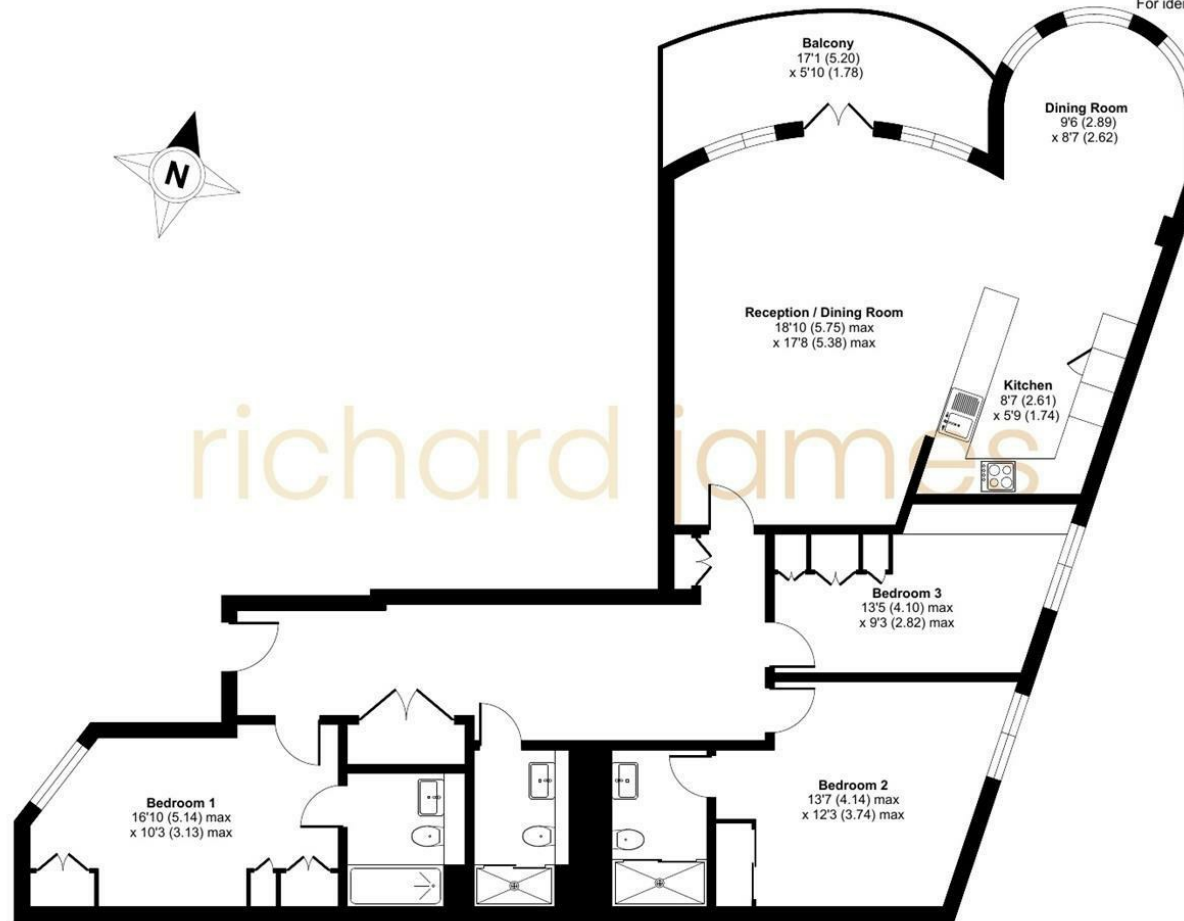 For iden
Balcony
17'1 (5.20)
x 5'10 (1.78)
Dining Room
9'6 (2.89)
x 8'7 (2.62)
N
Reception / Dining Room
18'10 (5.75) max
x 17'8 (5.38) max
Kitchen
8'7 (2.61)
x 5'9 (1.74)
richard james
Bedroom 3
13'5 (4.10) max
x 9'3 (2.82) max
Bedroom 1
16'10 (5.14) max
x 10'3 (3.13) max
Bedroom 2
13'7 (4.14) max
x 12'3 (3.74) max